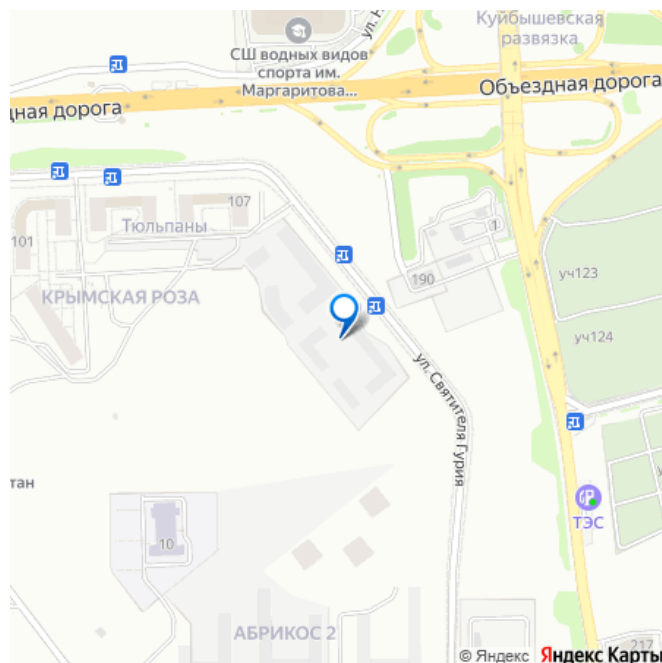 Куйбышевская
развязка
ул. Н
СШ водных видов
спорта им.
Маргаритова...
Объездная дорога
дная дорога
107
Тюльпаны
101
1
190
уч123
КРЫМСКАЯ РОЗА
уч124
ул. Святителя Гурия
тан
ТЭС
10
АБРИКОС 2
217
© Яндекс Яндекс Карты